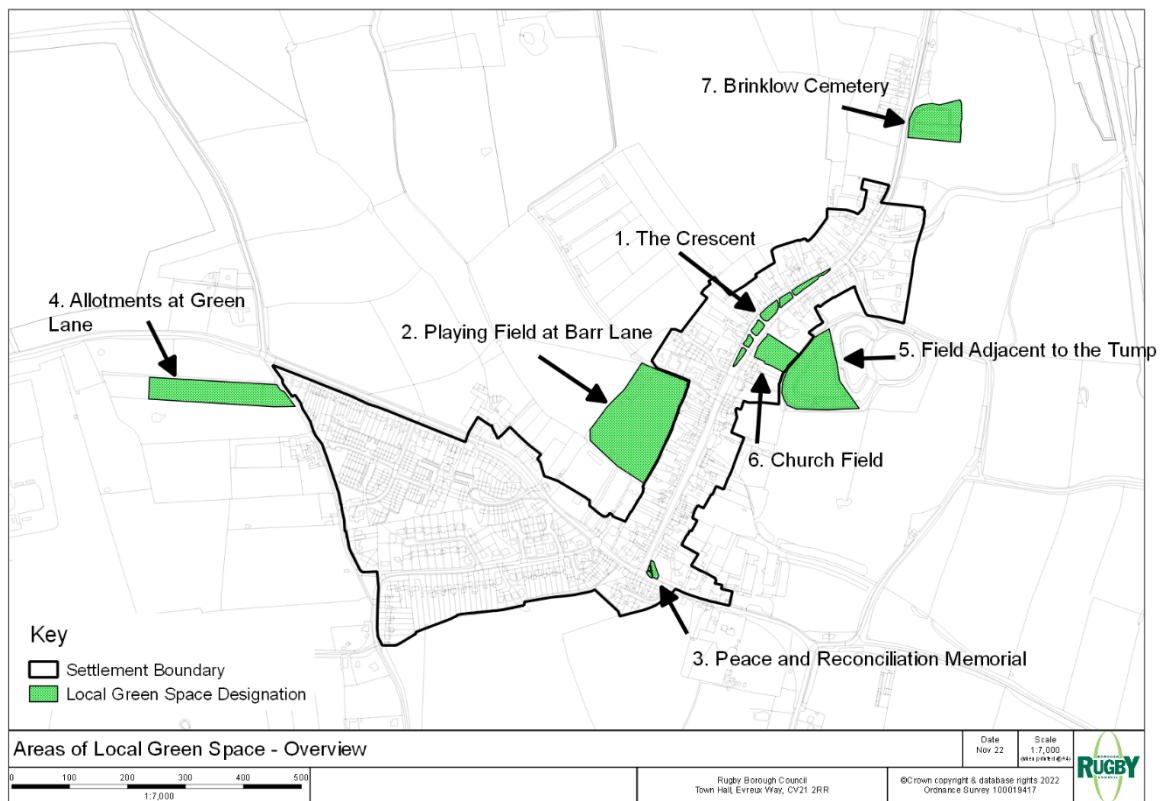 7. Brinklow Cemetery
1. The Crescent
4. Allotments at Green
Lane
2. Playing Field at Barr Lane
5. Field Adjacent to the Tump
6. Church Field
3. Peace and Reconciliation Memorial
Key
Settlement Boundary
Local Green Space Designation
Areas of Local Green Space - Overview
Date
Nov 22
Scale
1:7,000
(When printed @A4)
0 100 200 300 400 500
1:7,000
Rugby Borough Council
Town Hall, Evreux Way, CV21 2RR
©Crown copyright & database rights 2022
Ordnance Survey 100019417
RUGBY